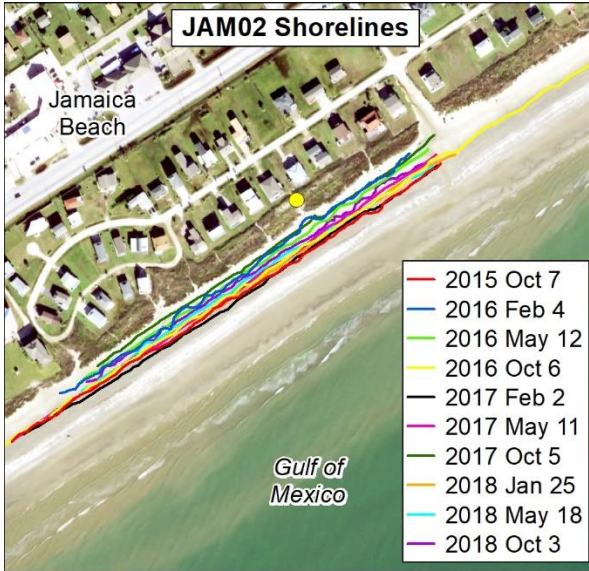 JAM02 Shorelines
Jamaica
Beach
2015 Oct 7
2016 Feb 4
2016 May 12
2016 Oct 6
2017 Feb 2
2017 May 11
2017 Oct 5
2018 Jan 25
2018 May 18
2018 Oct 3
Gulf of
Mexico